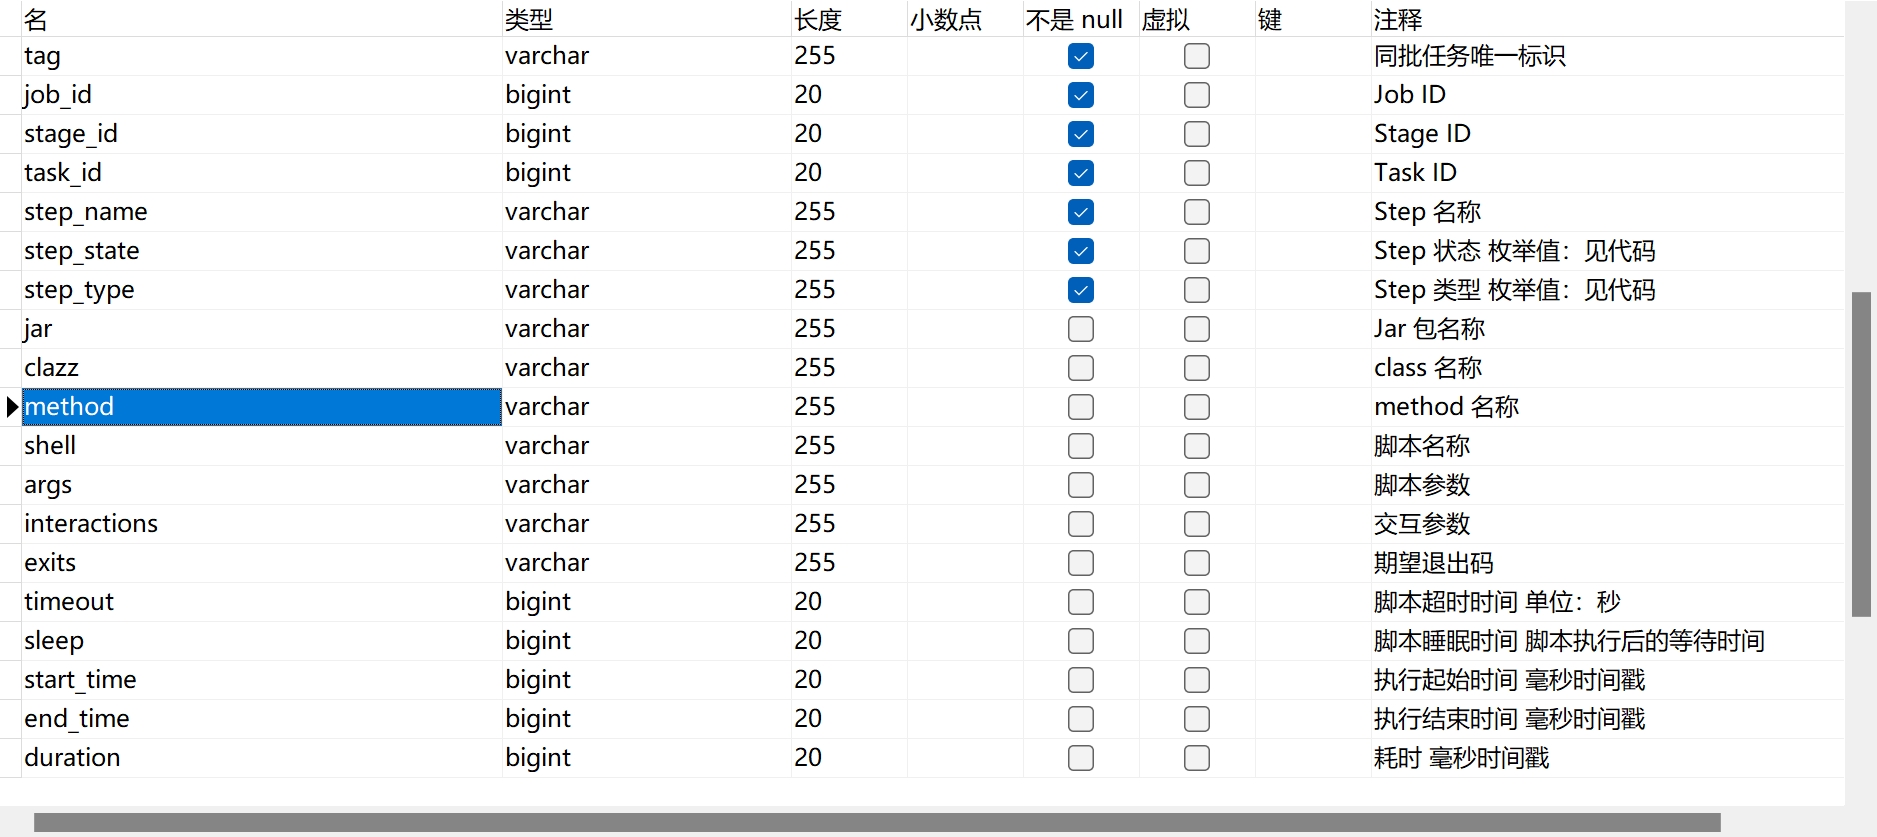 名 类型 长度 小数点 不是 null 虚拟 键 注释
tag varchar 255 同批任务唯一标识
job_id bigint 20 Job ID
stage_id bigint 20 Stage ID
task_id bigint 20 Task ID
step_name varchar 255 Step 名称
step_state varchar 255 Step 状态 枚举值：见代码
step_type varchar 255 Step 类型 枚举值：见代码
jar varchar 255 Jar 包名称
clazz varchar 255 class 名称
method varchar 255 method 名称
shell varchar 255 脚本名称
args varchar 255 脚本参数
interactions varchar 255 交互参数
exits varchar 255 期望退出码
timeout bigint 20 脚本超时时间 单位：秒
sleep bigint 20 脚本睡眠时间 脚本执行后的等待时间
start_time bigint 20 执行起始时间 毫秒时间戳
end_time bigint 20 执行结束时间 毫秒时间戳
duration bigint 20 耗时 毫秒时间戳